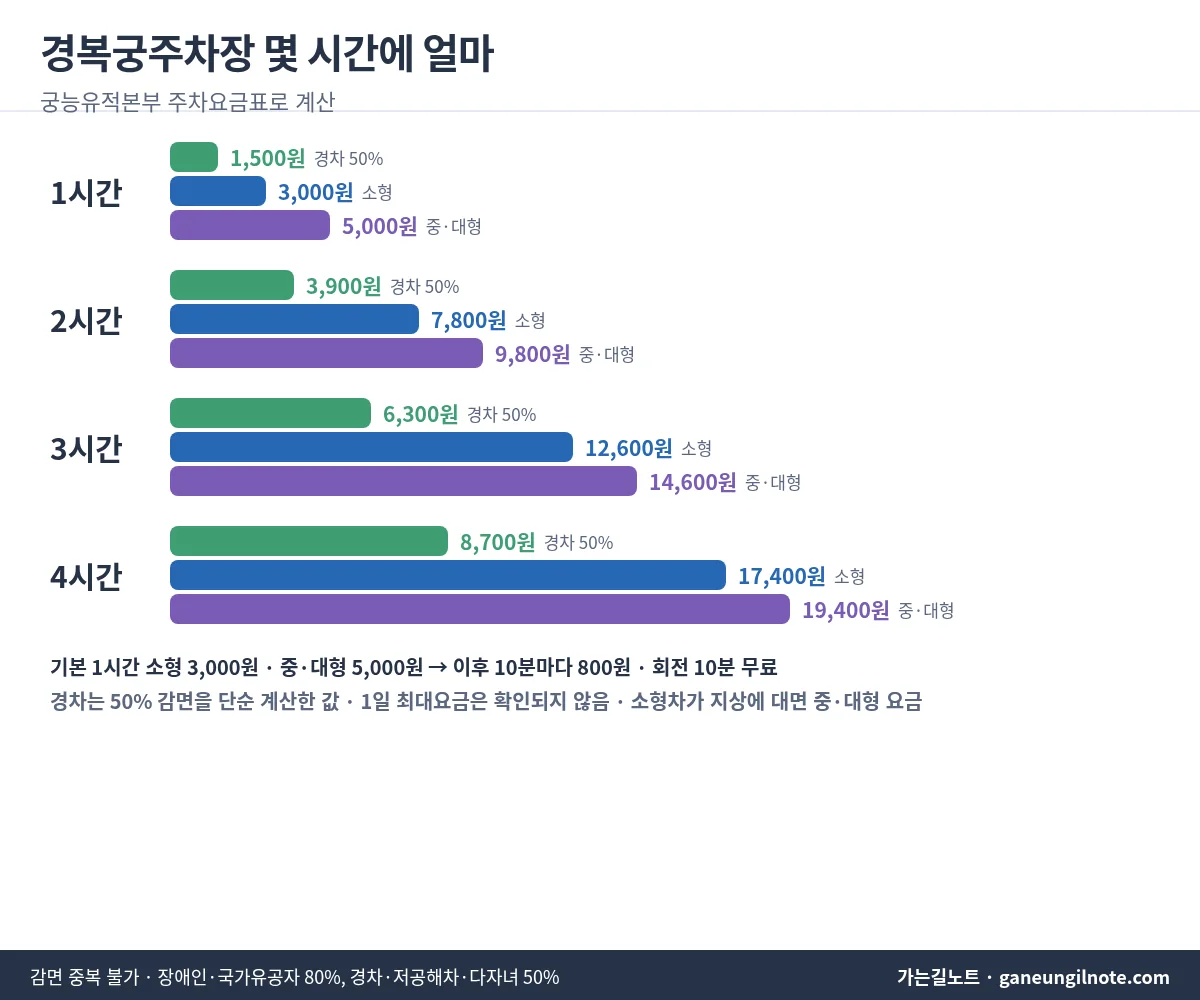 경복궁주차장 몇 시간에 얼마
궁능유적본부 주차요금표로 계산
1시간
1,500원 경차 50%
3,000원 소형
5,000원 중·대형
2시간
3,900원 경차 50%
7,800원 소형
9,800원 중·대형
3시간
6,300원 경차 50%
12,600원 소형
14,600원 중·대형
4시간
8,700원 경차 50%
17,400원 소형
19,400원 중·대형
기본 1시간 소형 3,000원 · 중·대형 5,000원 → 이후 10분마다 800원 · 회전 10분 무료
경차는 50% 감면을 단순 계산한 값 · 1일 최대요금은 확인되지 않음 · 소형차가 지상에 대면 중·대형 요금
감면 중복 불가 · 장애인·국가유공자 80%, 경차·저공해차·다자녀 50%
가는길노트 · ganeungilnote.com